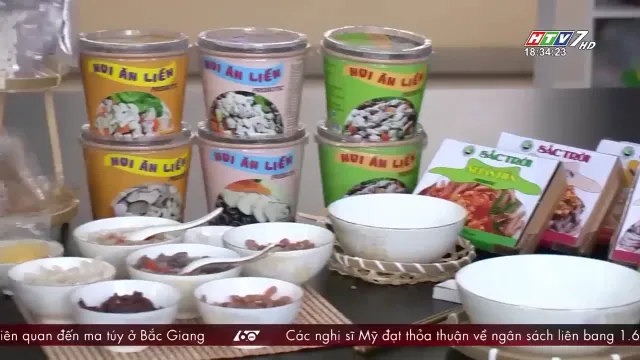 HTV7 HD
18:34:23
NUI ĂN LIỀN
NUI ĂN LIỀN
NUI ĂN LIỀN
NUI ĂN LIỀN
NUI ĂN LIỀN
NUI ĂN LIỀN
SẮC TRỜI
SẮC TRỜI
iên quan đến ma túy ở Bắc Giang
60
Các nghị sĩ Mỹ đạt thỏa thuận về ngân sách liên bang 1.6